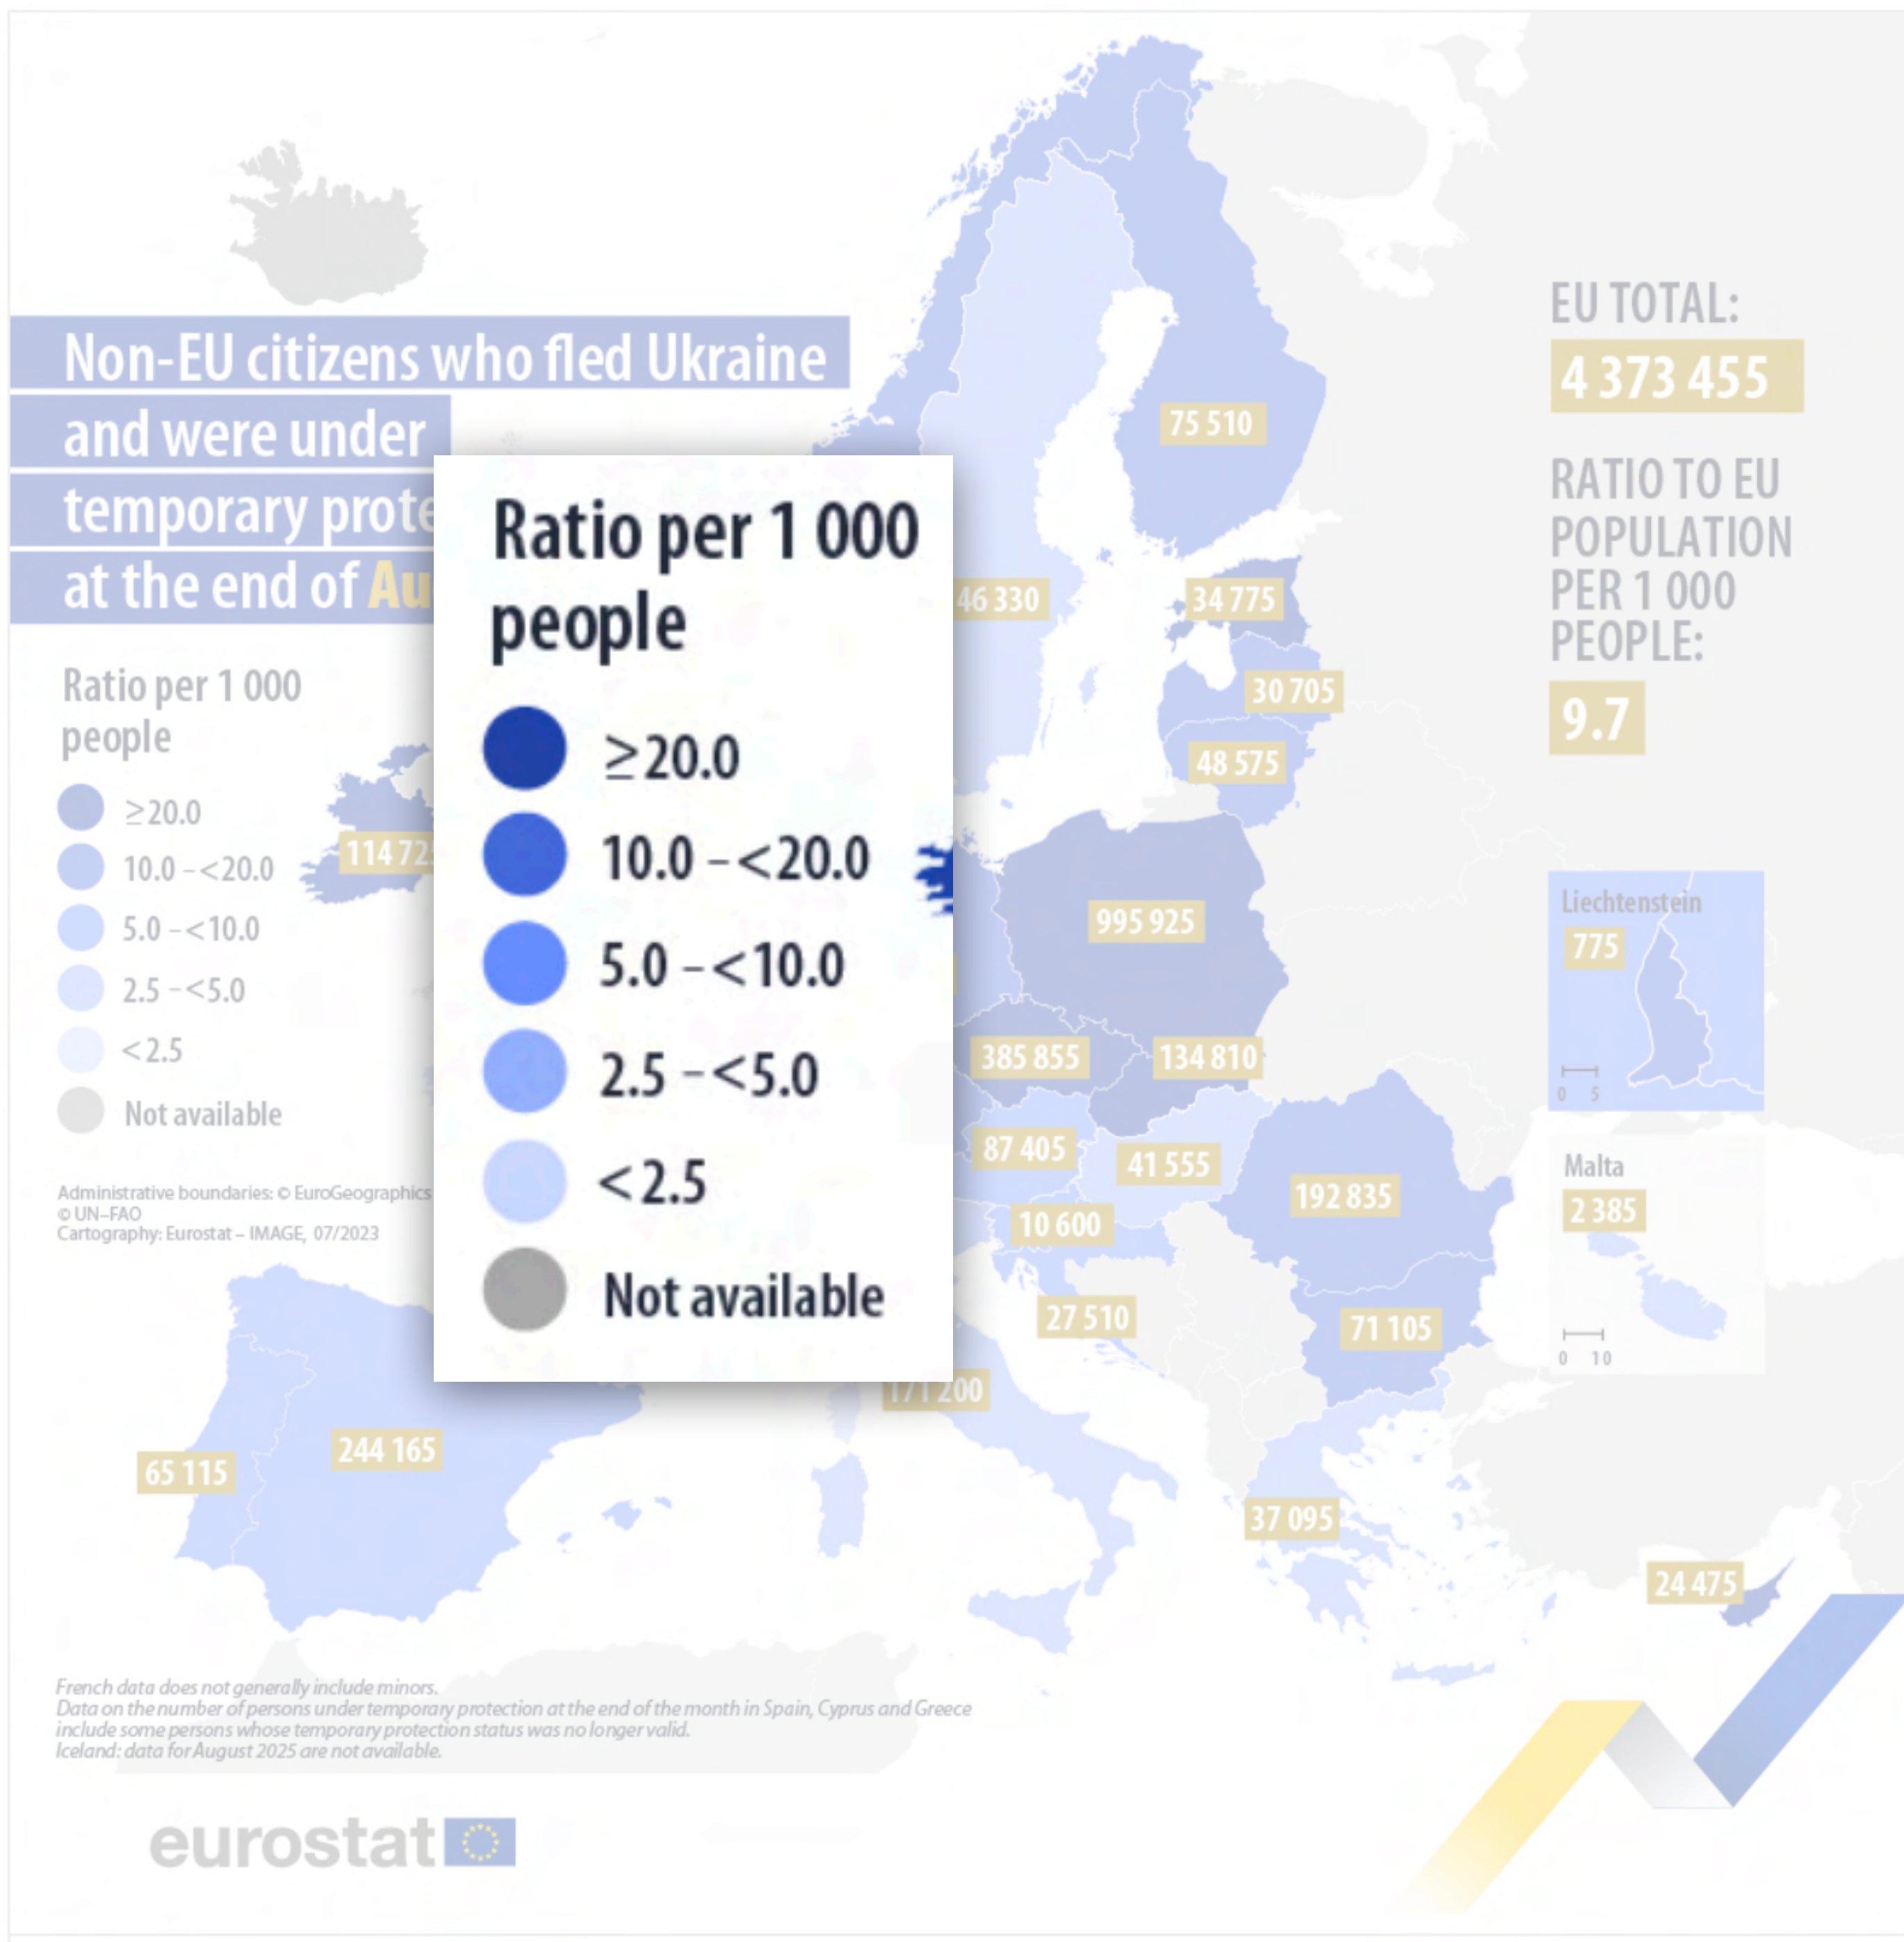 Non-EU citizens who fled Ukraine
and were under
temporary prote
at the end of Au
Ratio per 1 000
people
≥20.0
10.0 –<20.0
5.0 –<10.0
2.5 –<5.0
<2.5
Not available
Administrative boundaries: © EuroGeographics
© UN–FAO
Cartography: Eurostat – IMAGE, 07/2023
Ratio per 1 000
people
≥20.0
10.0 –<20.0
5.0 –<10.0
2.5 –<5.0
<2.5
Not available
75 510
46 330
34 775
30 705
48 575
114 72
995 925
385 855
134 810
87 405
41 555
192 835
10 600
27 510
71 105
171 200
244 165
65 115
37 095
24 475
EU TOTAL:
4 373 455
RATIO TO EU
POPULATION
PER 1 000
PEOPLE:
9.7
Liechtenstein
775
0 5
Malta
2 385
0 10
French data does not generally include minors.
Data on the number of persons under temporary protection at the end of the month in Spain, Cyprus and Greece
include some persons whose temporary protection status was no longer valid.
Iceland: data for August 2025 are not available.
eurostat